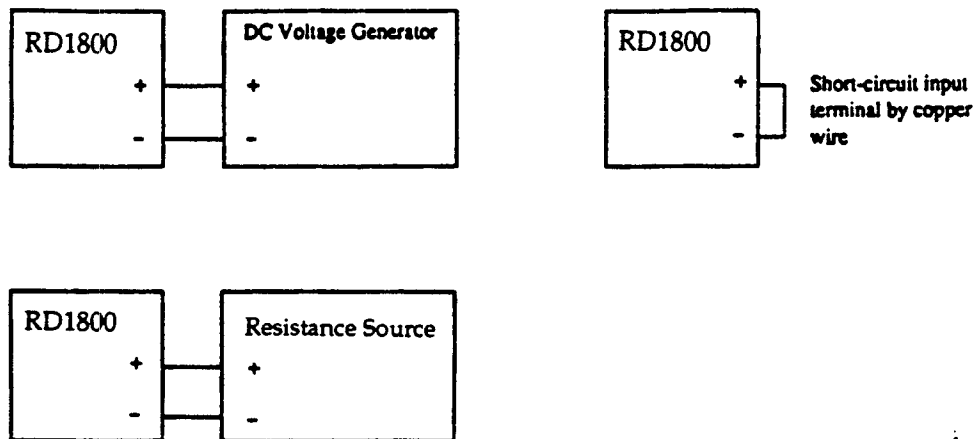 RD1800
DC Voltage Generator
+ +
- -
RD1800
+
-
Short-circuit input
terminal by copper
wire
RD1800
Resistance Source
+ +
- -